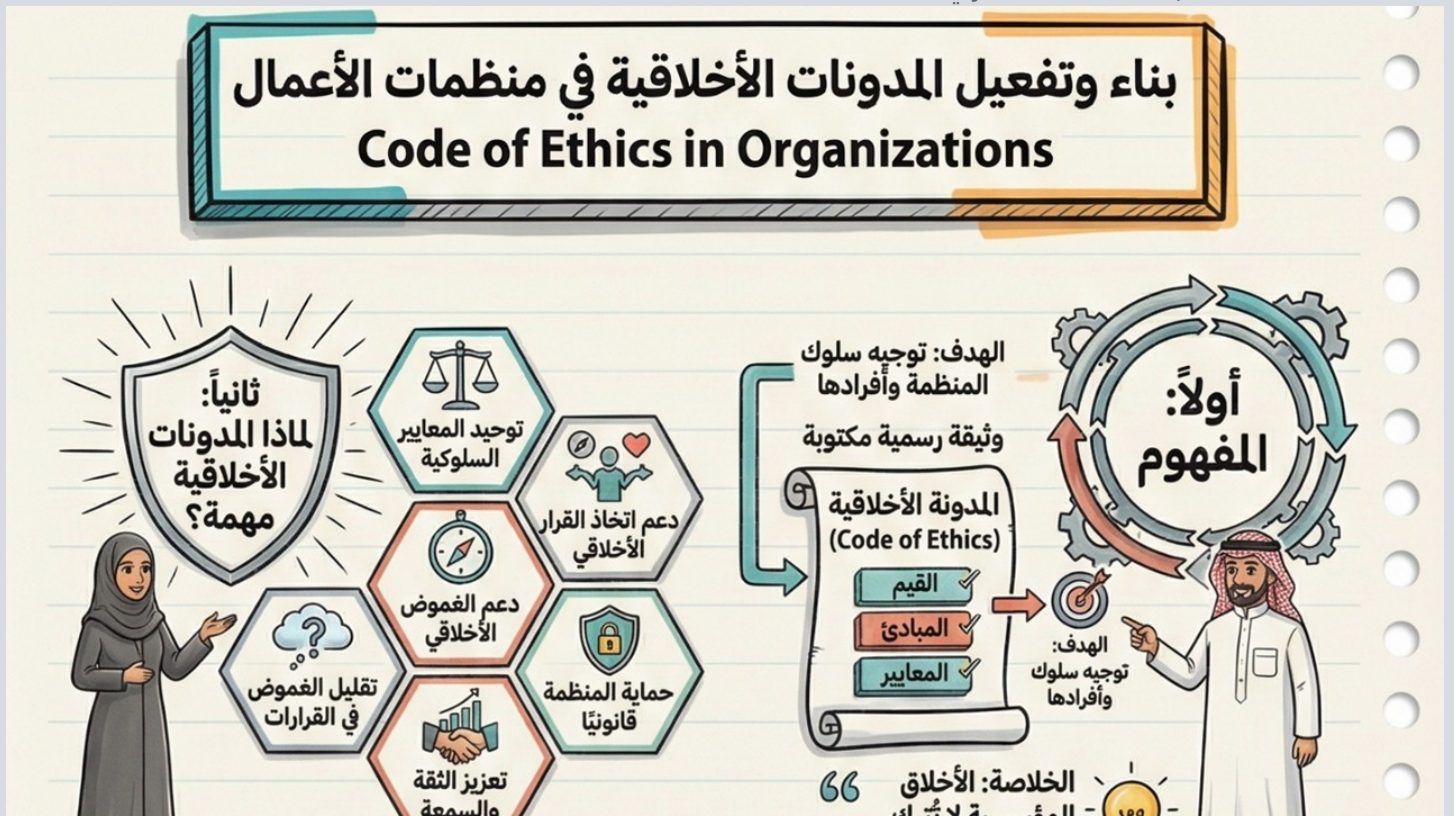 بناء وتفعيل المدونات الأخلاقية في منظمات الأعمال
Code of Ethics in Organizations
أولاً:
المفهوم
الهدف: توجيه سلوك
المنظمة وأفرادها
وثيقة رسمية مكتوبة
المدونة الأخلاقية
(Code of Ethics)
القيم
المبادئ
المعايير
الهدف:
توجيه سلوك
وأفرادها
الخلاصة: الأخلاق
ثانياً:
لماذا المدونات
الأخلاقية
مهمة؟
توحيد المعايير
السلوكية
دعم اتخاذ القرار
الأخلاقي
دعم الغموض
الأخلاقي
حماية المنظمة
قانونيًا
تقليل الغموض
في القرارات
تعزيز الثقة
والسمعة